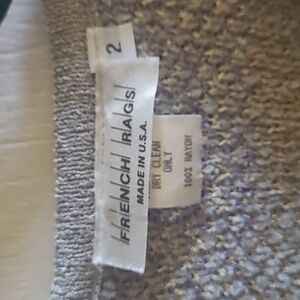 2
FRENCH RAGS
MADE IN U.S.A.
DRY CLEAN
ONLY
100% RAYON